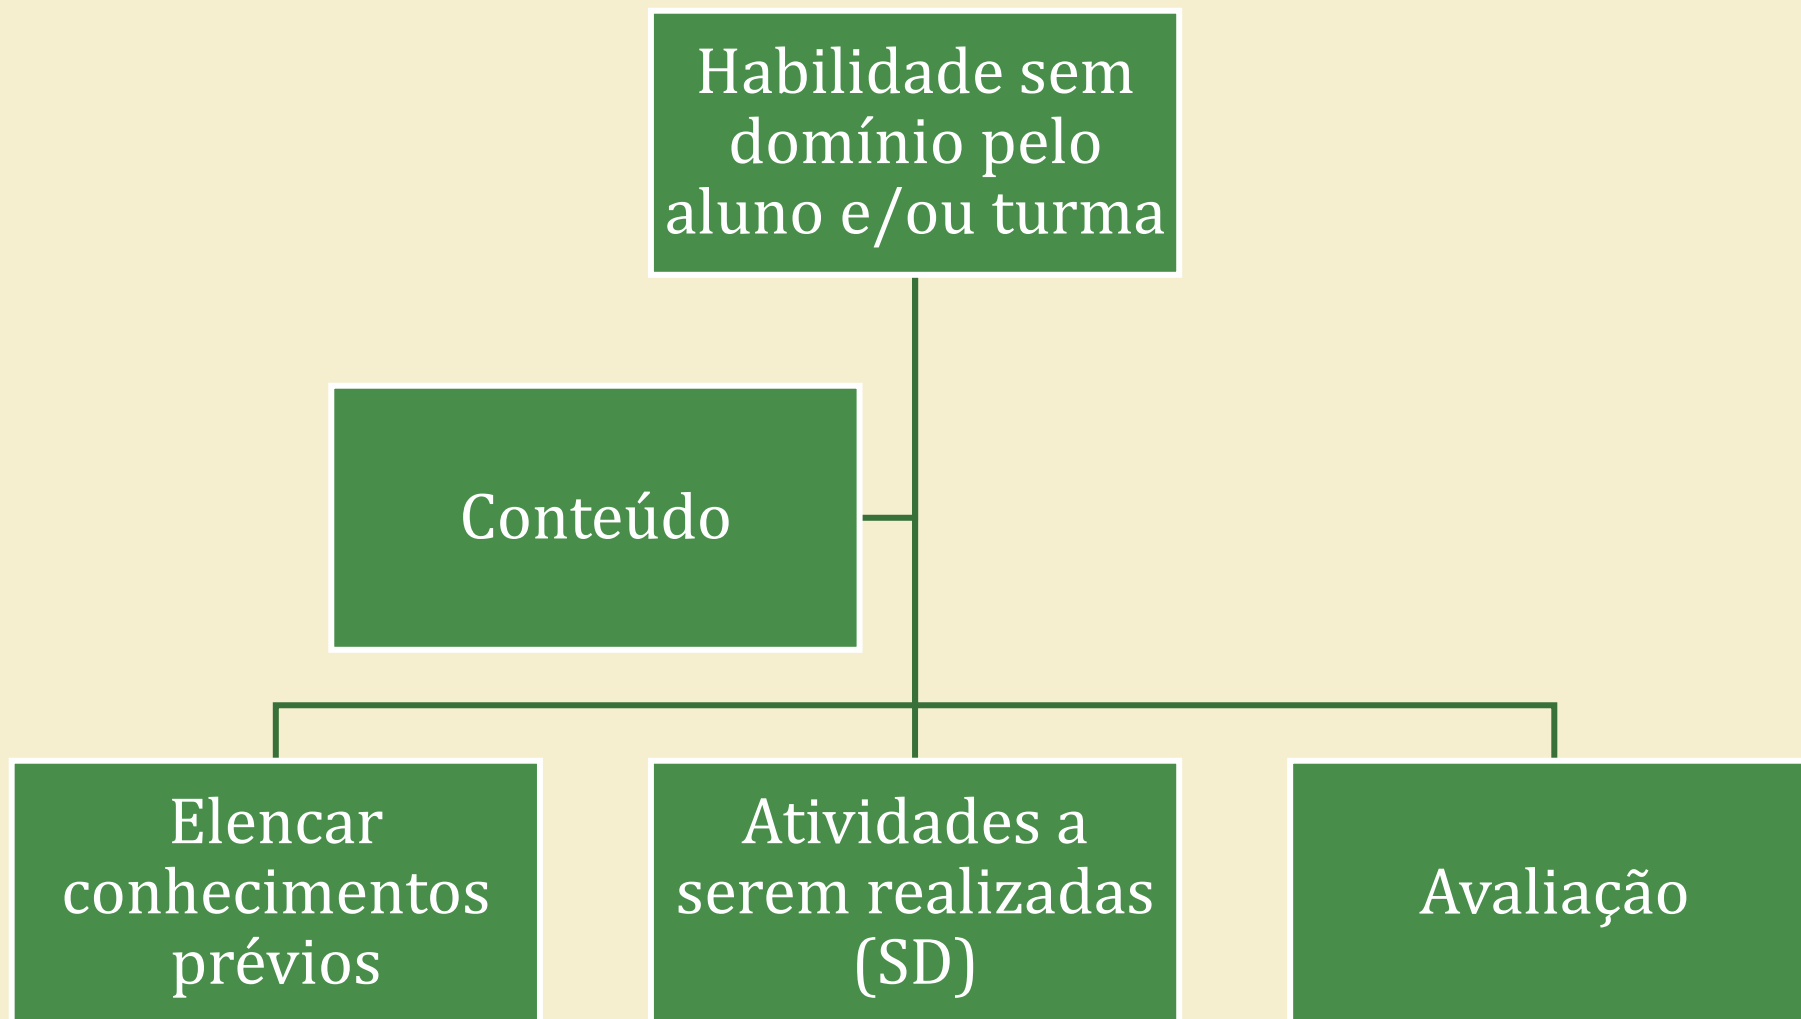 Habilidade sem
domínio pelo
aluno e/ou turma
Conteúdo
Elencar
conhecimentos
prévios
Atividades a
serem realizadas
(SD)
Avaliação